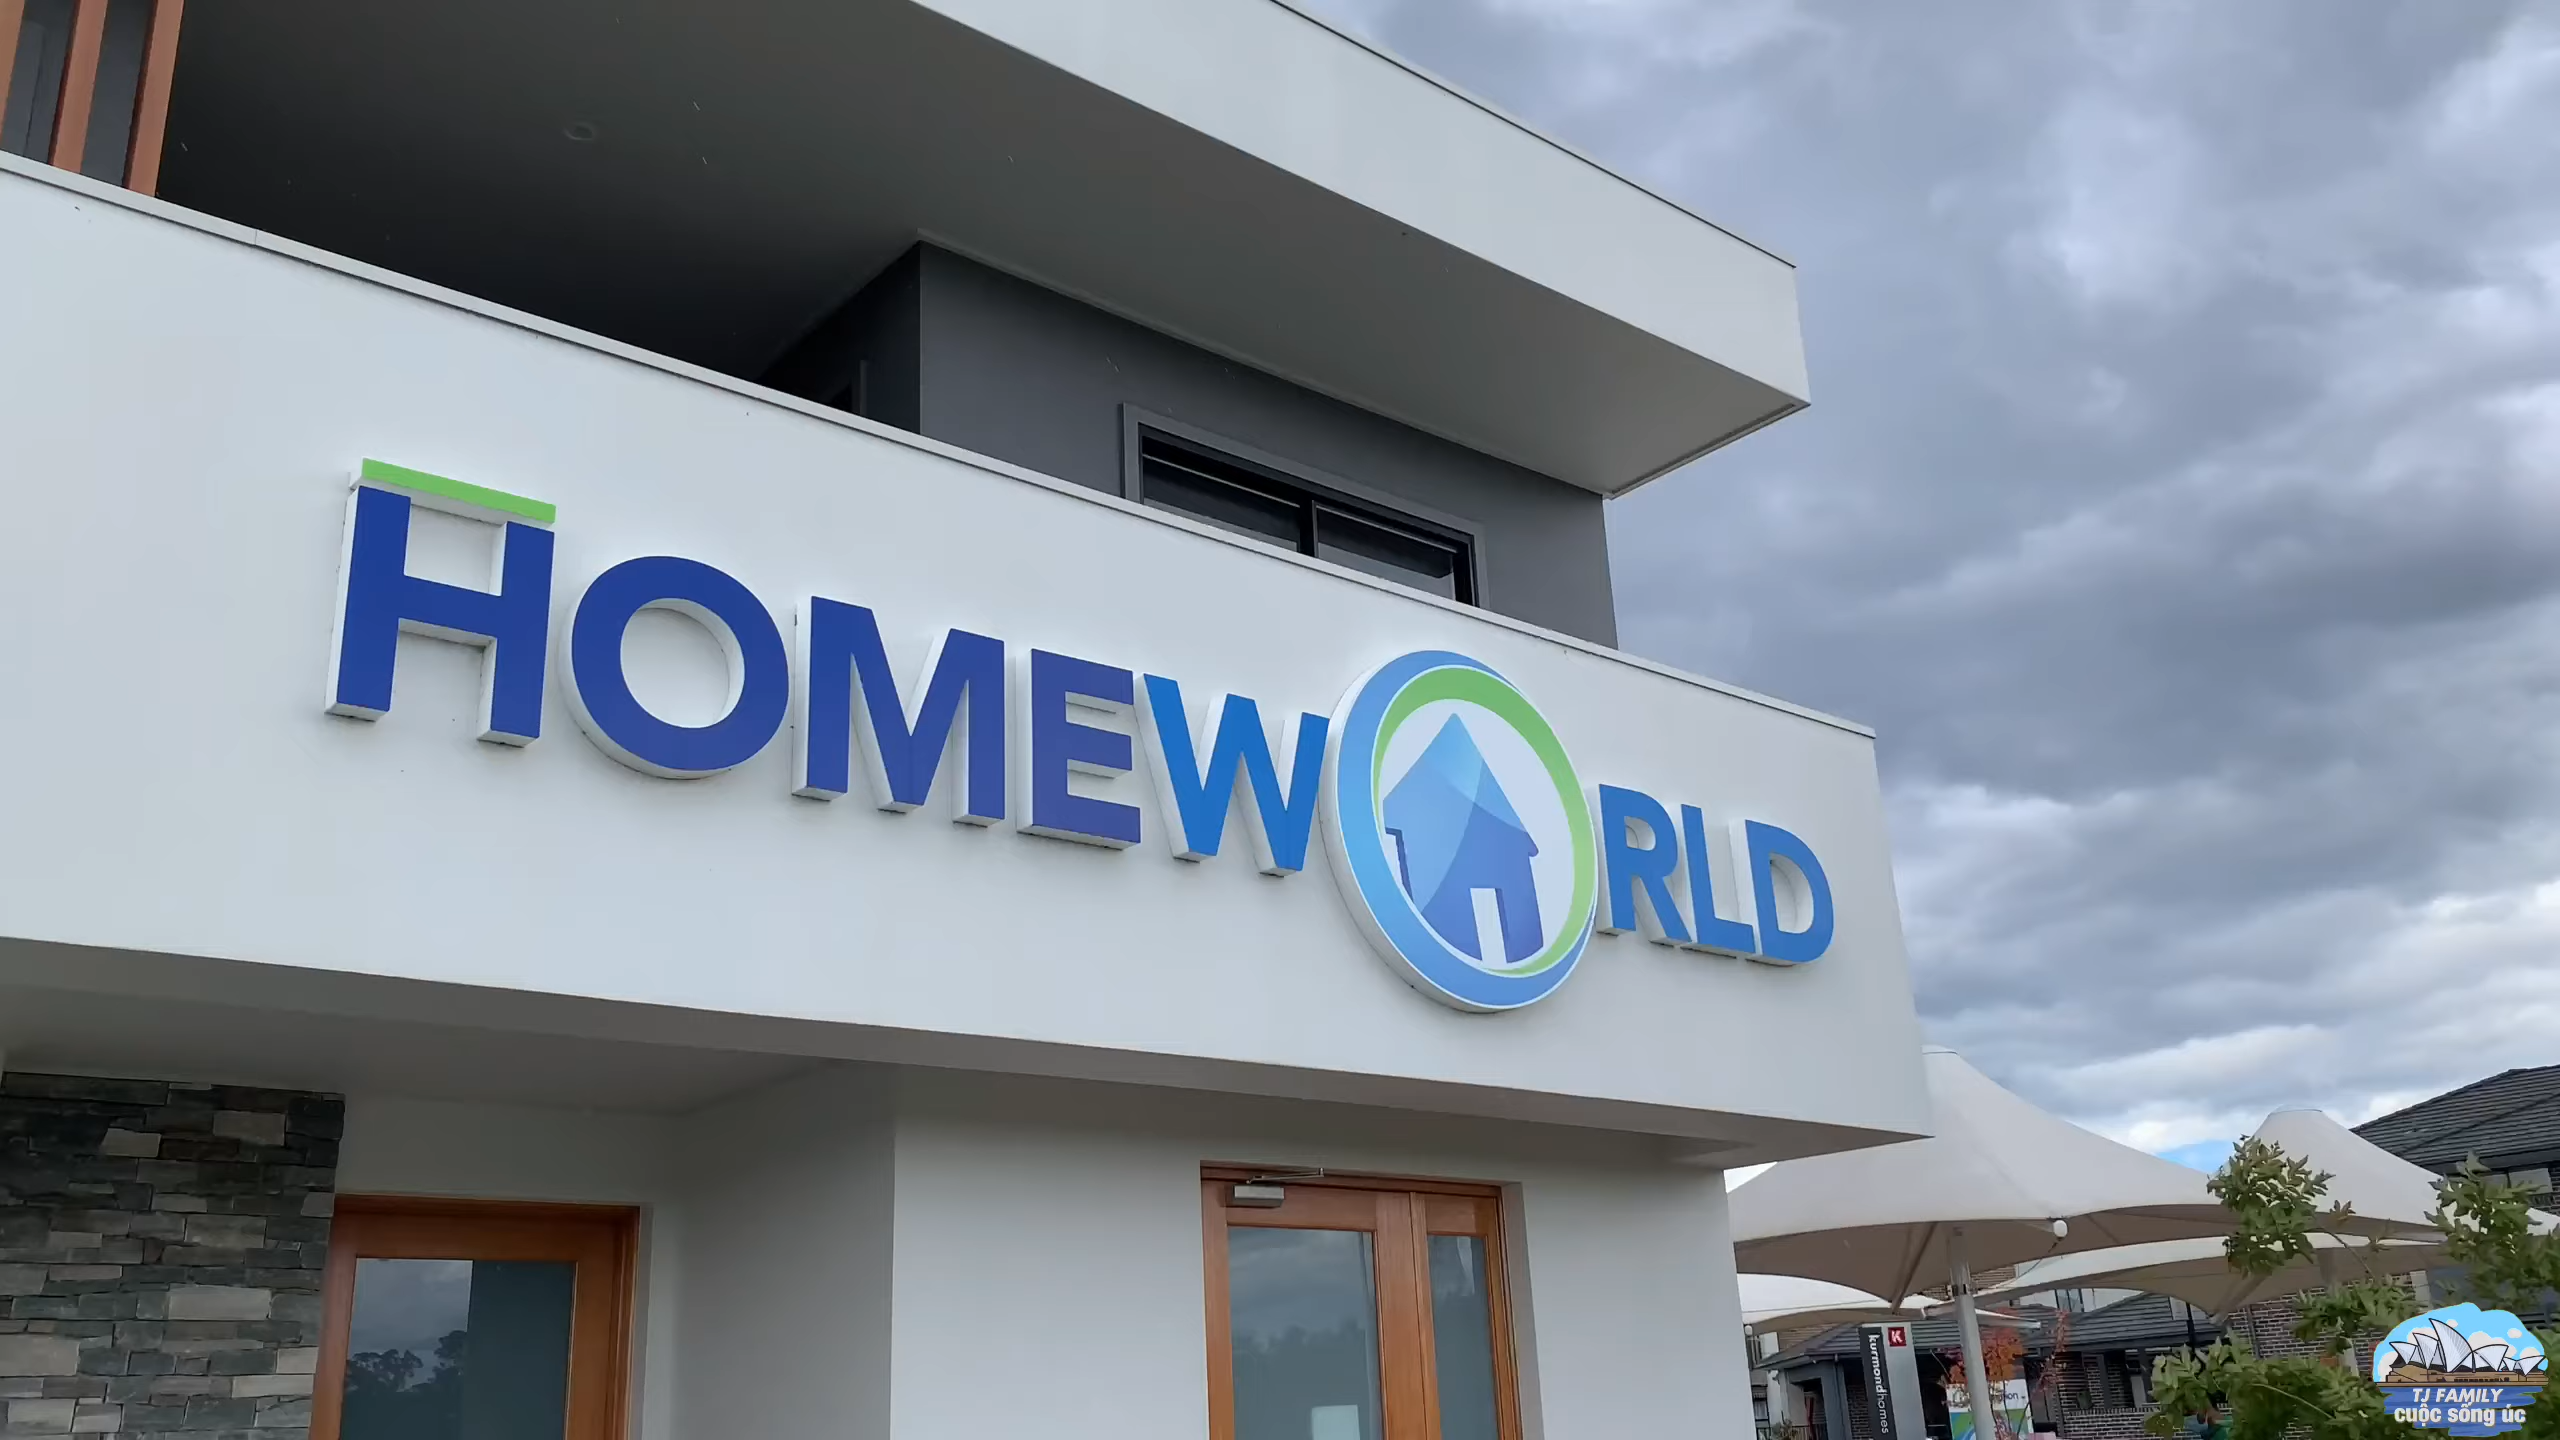 HOMEWORLD
K
kurmondhomes
TJ FAMILY
cuộc sống úc